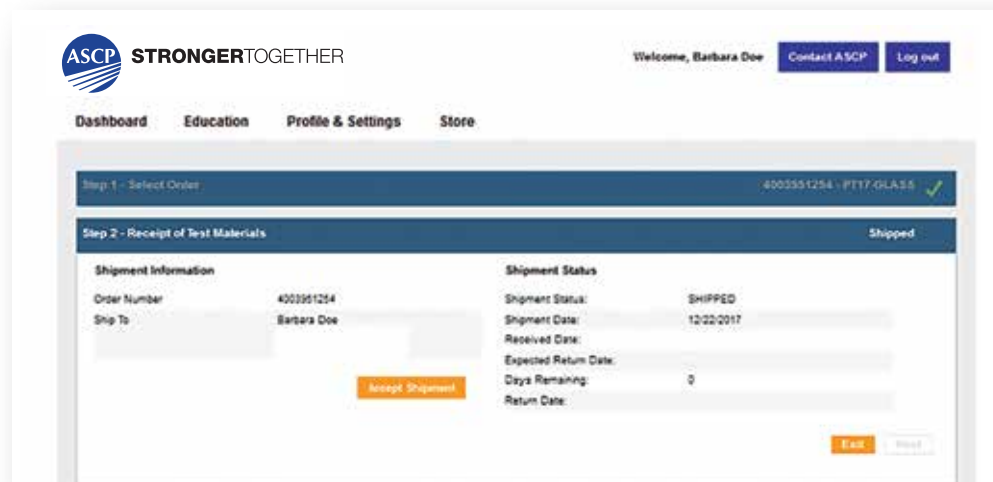 ASCP STRONGERTOGETHER
Welcome, Barbara Doe Contact ASCP Log out
Dashboard Education Profile & Settings Store
Step 1 - Select Order 4003951254 - PT17-GLASS
Step 2 - Receipt of Test Materials Shipped
Shipment Information
Order Number 4003951254
Ship To Barbara Doe
Accept Shipment
Shipment Status
Shipment Status: SHIPPED
Shipment Date: 12/22/2017
Received Date:
Expected Return Date:
Days Remaining: 0
Return Date:
Exit Next